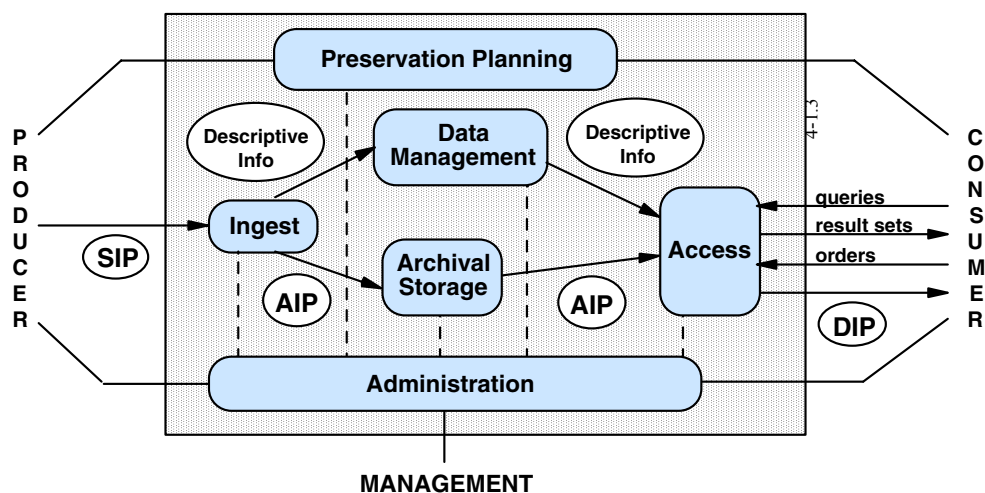 Preservation Planning
PRODUCER
Descriptive
Info
Data
Management
Descriptive
Info
4-1.3
CONSUMER
Ingest
SIP
AIP
Archival
Storage
AIP
Access
queries
result sets
orders
DIP
Administration
MANAGEMENT